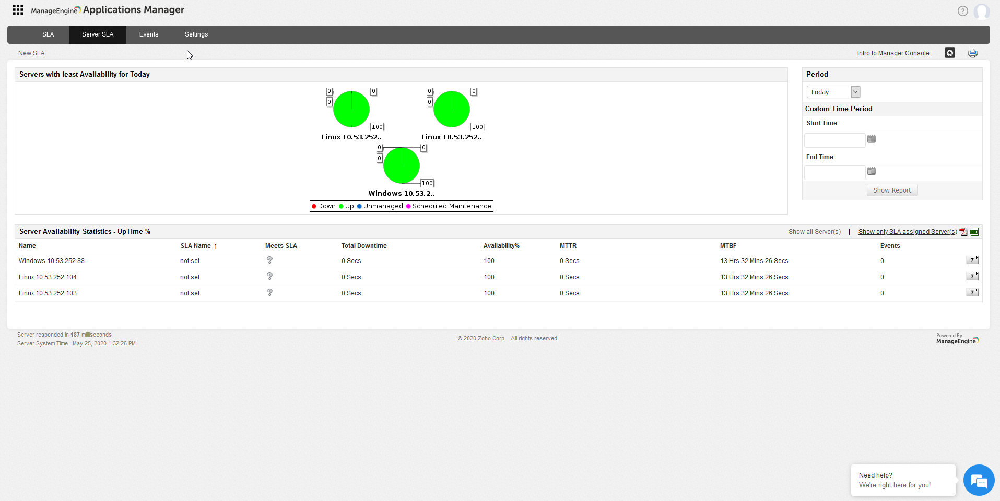 ManageEngine Applications Manager
?
SLA Server SLA Events Settings
New SLA
Intro to Manager Console
Servers with least Availability for Today
0 0
0
100
Linux 10.53.252..
0 0
0
100
Linux 10.53.252..
0 0
0
100
Windows 10.53.2..
Down Up Unmanaged Scheduled Maintenance
Period
Today
Custom Time Period
Start Time
End Time
Show Report
Server Availability Statistics - UpTime %
Show all Server(s) | Show only SLA assigned Server(s)
CSV
Name SLA Name ↑ Meets SLA Total Downtime Availability% MTTR MTBF Events
Windows 10.53.252.88 not set ? 0 Secs 100 0 Secs 13 Hrs 32 Mins 26 Secs 0 7
Linux 10.53.252.104 not set ? 0 Secs 100 0 Secs 13 Hrs 32 Mins 26 Secs 0 7
Linux 10.53.252.103 not set ? 0 Secs 100 0 Secs 13 Hrs 32 Mins 26 Secs 0 7
Server responded in 187 milliseconds
Server System Time : May 25, 2020 1:32:26 PM
© 2020 Zoho Corp. All rights reserved.
Powered By
ManageEngine
Need help?
We're right here for you!